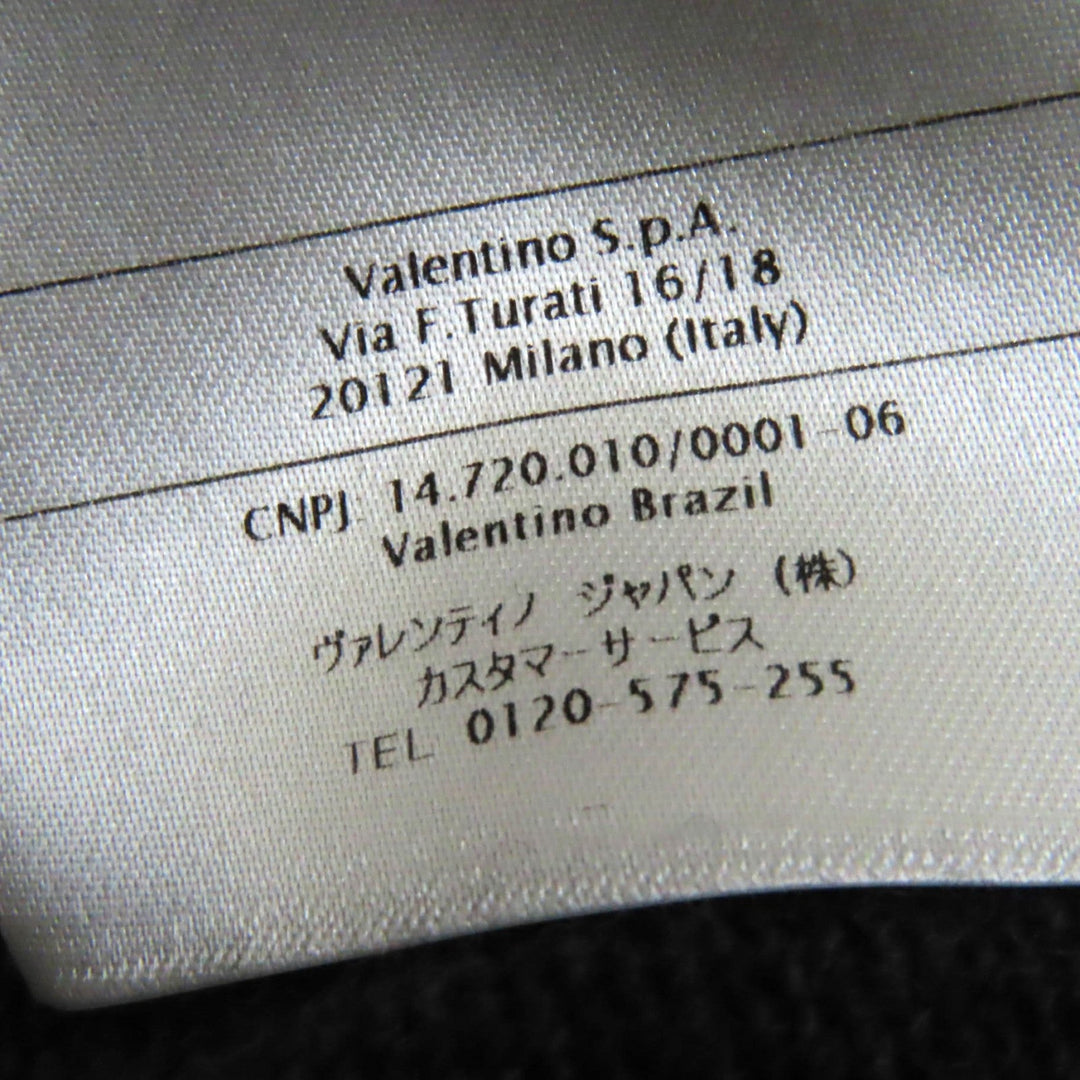 Valentino S.p.A.
Via F.Turati 16/18
20121 Milano (Italy)
CNPJ: 14.720.010/0001-06
Valentino Brazil
ヴァレンティノ ジャパン (株)
カスタマーサービス
TEL 0120-575-255